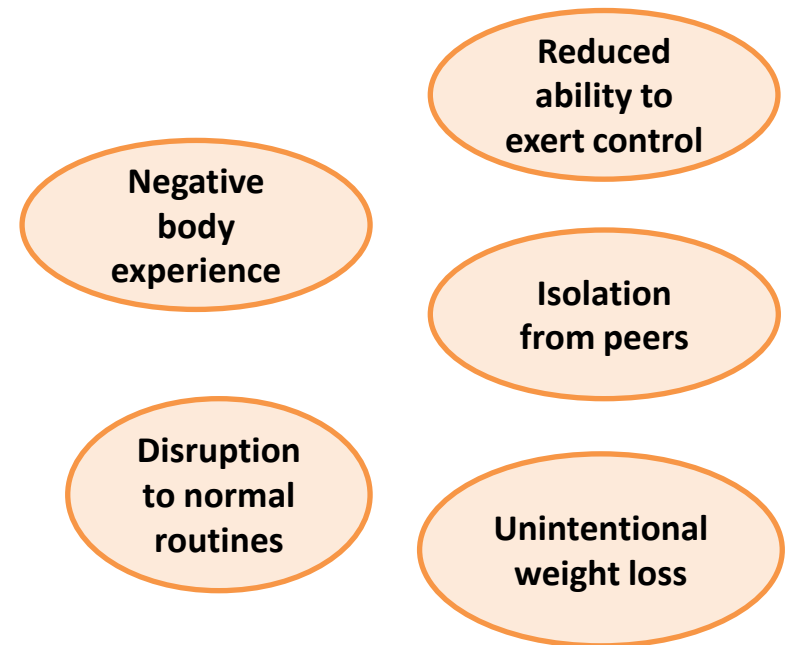 Reduced
ability to
exert control
Negative
body
experience
Isolation
from peers
Disruption
to normal
routines
Unintentional
weight loss